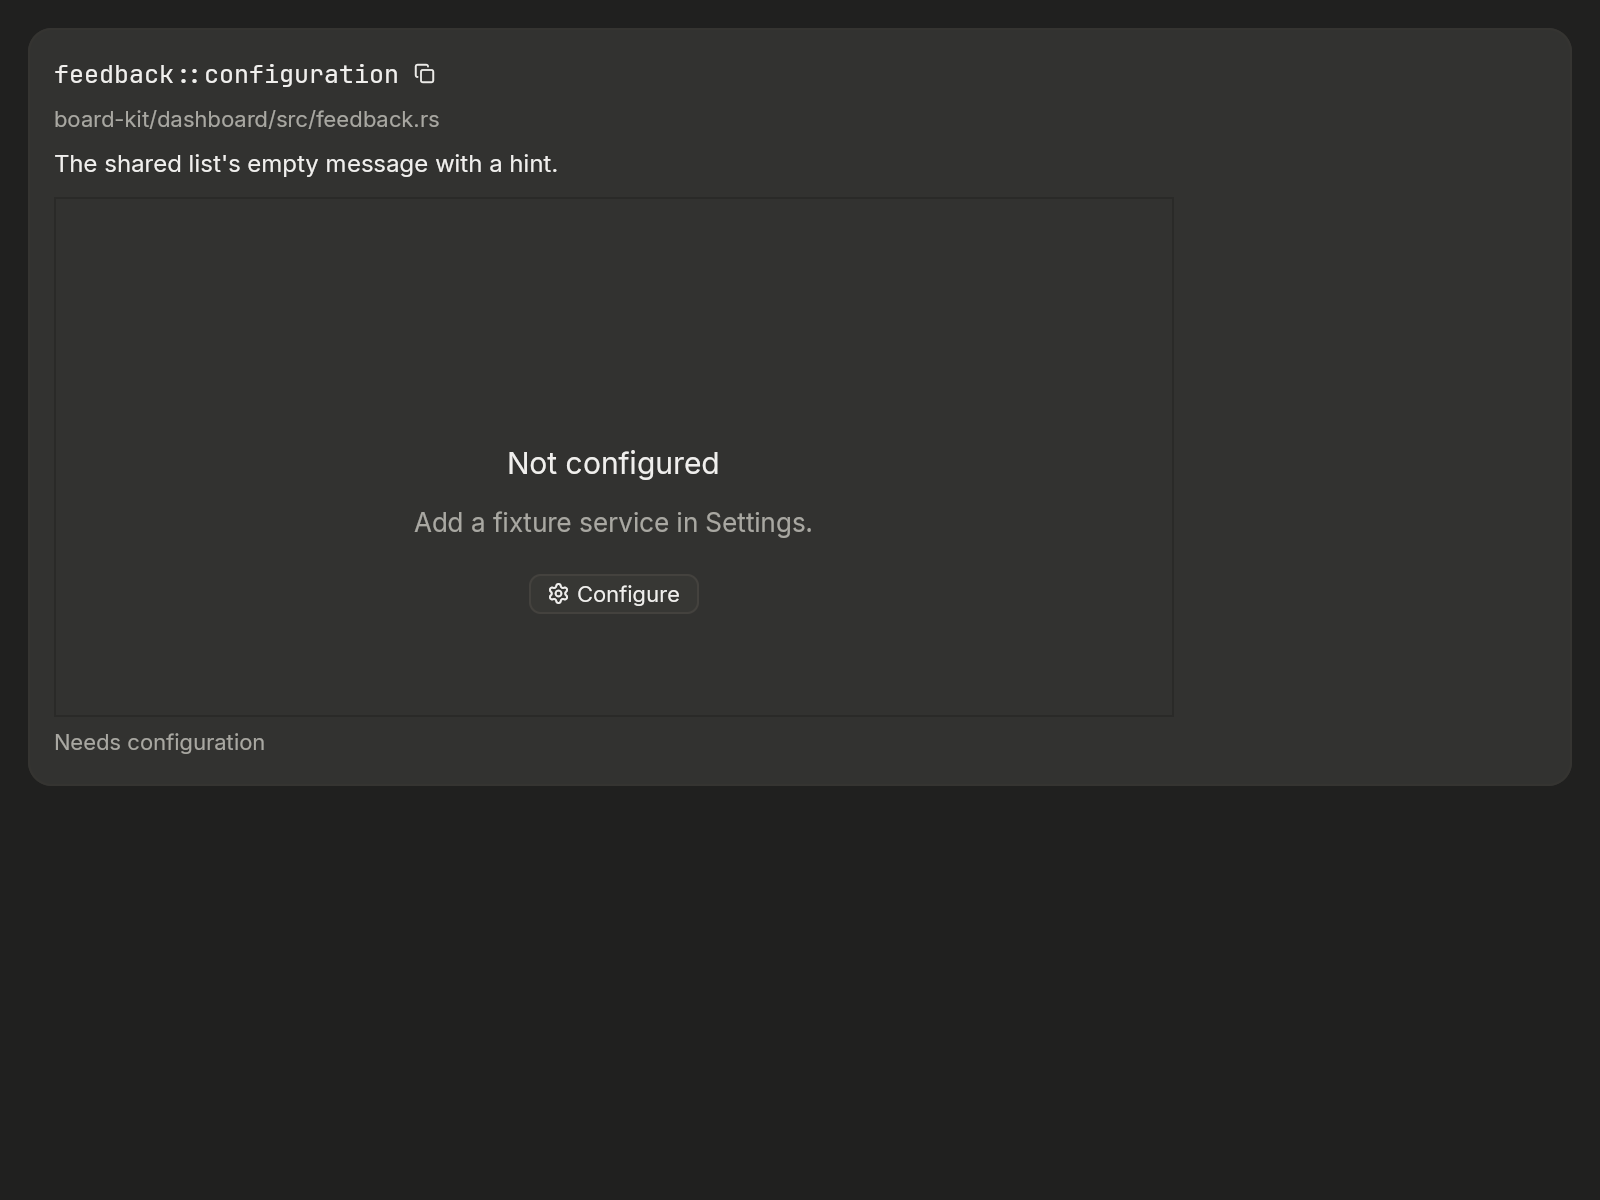 feedback::configuration
board-kit/dashboard/src/feedback.rs
The shared list's empty message with a hint.
Not configured
Add a fixture service in Settings.
Configure
Needs configuration